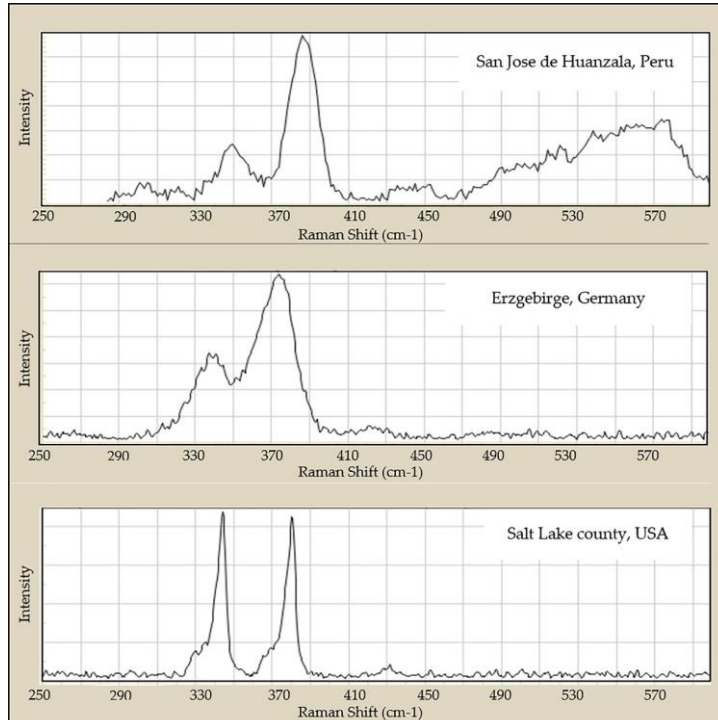 San Jose de Huanzala, Peru
Intensity
250 290 330 370 410 450 490 530 570
Raman Shift (cm-1)
Erzgebirge, Germany
Intensity
250 290 330 370 410 450 490 530 570
Raman Shift (cm-1)
Salt Lake county, USA
Intensity
250 290 330 370 410 450 490 530 570
Raman Shift (cm-1)